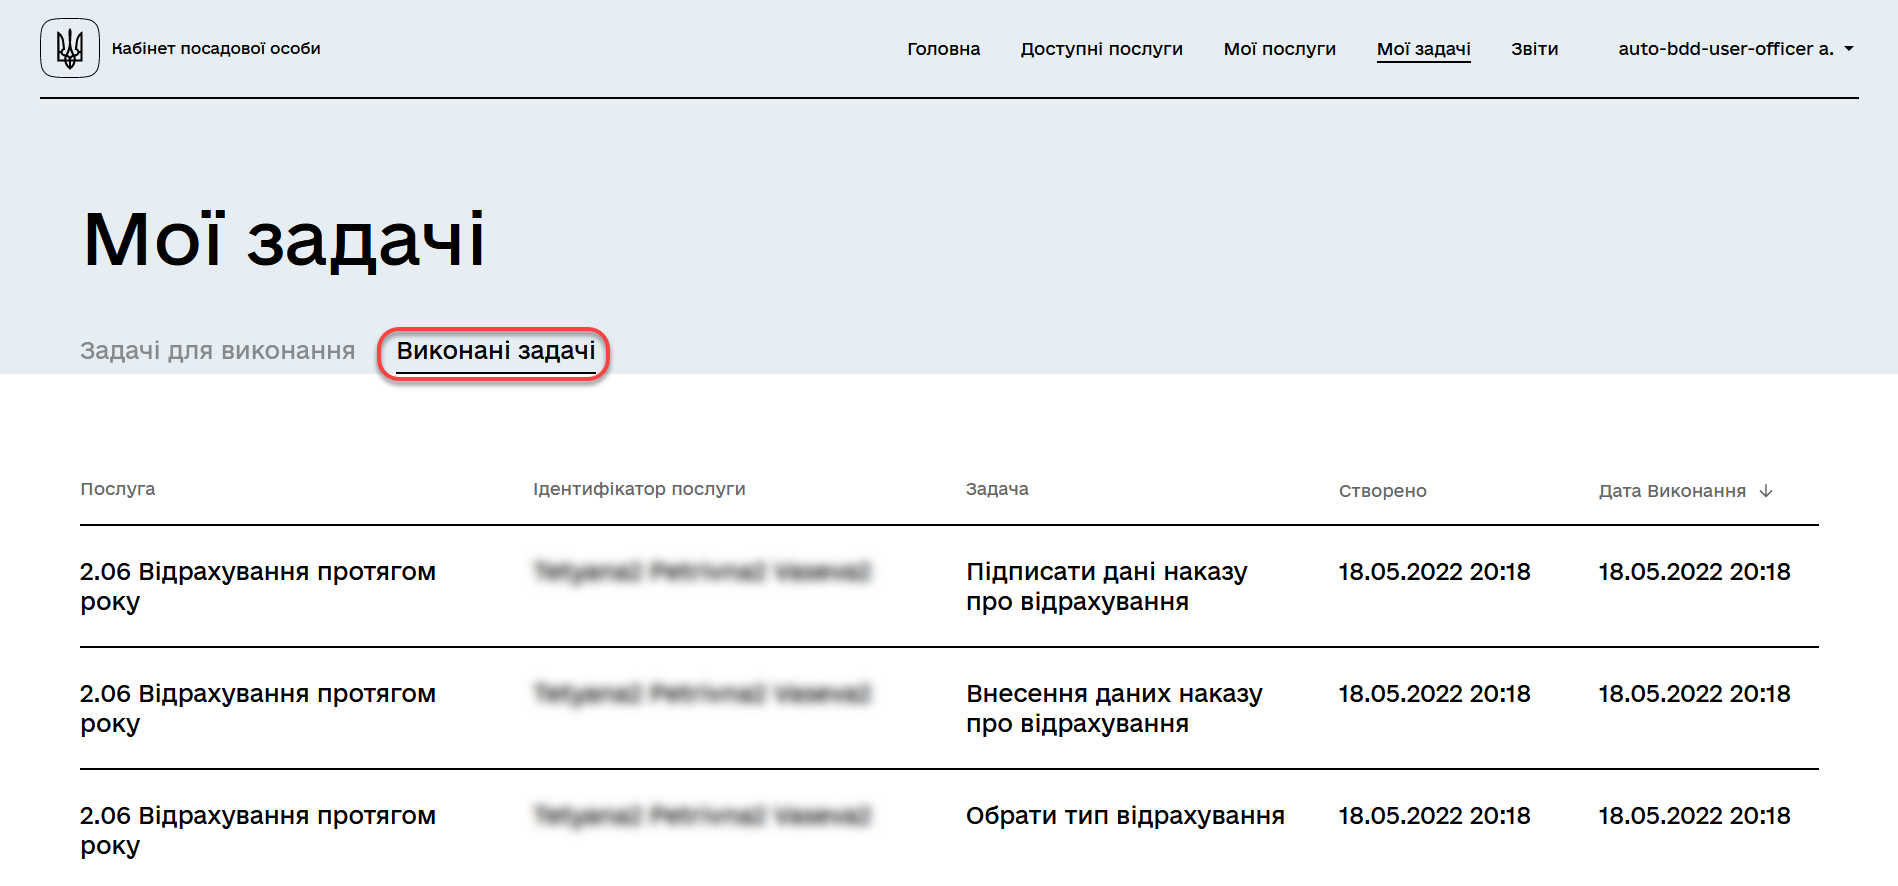 Кабінет посадової особи
Головна
Доступні послуги
Мої послуги
Мої задачі
Звіти
auto-bdd-user-officer a.
Мої задачі
Задачі для виконання
Виконані задачі
Послуга
Ідентифікатор послуги
Задача
Створено
Дата Виконання
2.06 Відрахування протягом
року
Підписати дані наказу
про відрахування
18.05.2022 20:18
18.05.2022 20:18
2.06 Відрахування протягом
року
Внесення даних наказу
про відрахування
18.05.2022 20:18
18.05.2022 20:18
2.06 Відрахування протягом
року
Обрати тип відрахування
18.05.2022 20:18
18.05.2022 20:18